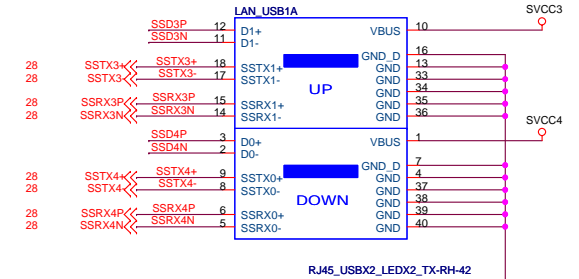 LAN_USB1A SVCC3
SSD3P 12 D1+ VBUS 10
SSD3N 11 D1-
GND_D 16
28 SSTX3+ SSTX3+ 18 SSTX1+ GND 13
28 SSTX3- SSTX3- 17 SSTX1- GND 33
UP GND 34
28 SSRX3P SSRX3P 15 SSRX1+ GND 35
28 SSRX3N SSRX3N 14 SSRX1- GND 36
SVCC4
SSD4P 3 D0+ VBUS 1
SSD4N 2 D0-
GND_D 7
28 SSTX4+ SSTX4+ 9 SSTX0+ GND 4
28 SSTX4- SSTX4- 8 SSTX0- GND 37
DOWN GND 38
28 SSRX4P SSRX4P 6 SSRX0+ GND 39
28 SSRX4N SSRX4N 5 SSRX0- GND 40
RJ45_USBX2_LEDX2_TX-RH-42